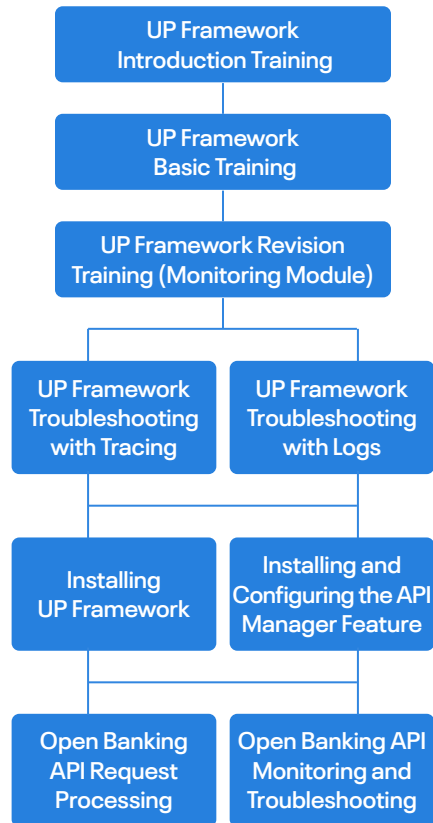 UP Framework
Introduction Training
UP Framework
Basic Training
UP Framework Revision
Training (Monitoring Module)
UP Framework
Troubleshooting
with Tracing
UP Framework
Troubleshooting
with Logs
Installing
UP Framework
Installing and
Configuring the API
Manager Feature
Open Banking
API Request
Processing
Open Banking API
Monitoring and
Troubleshooting